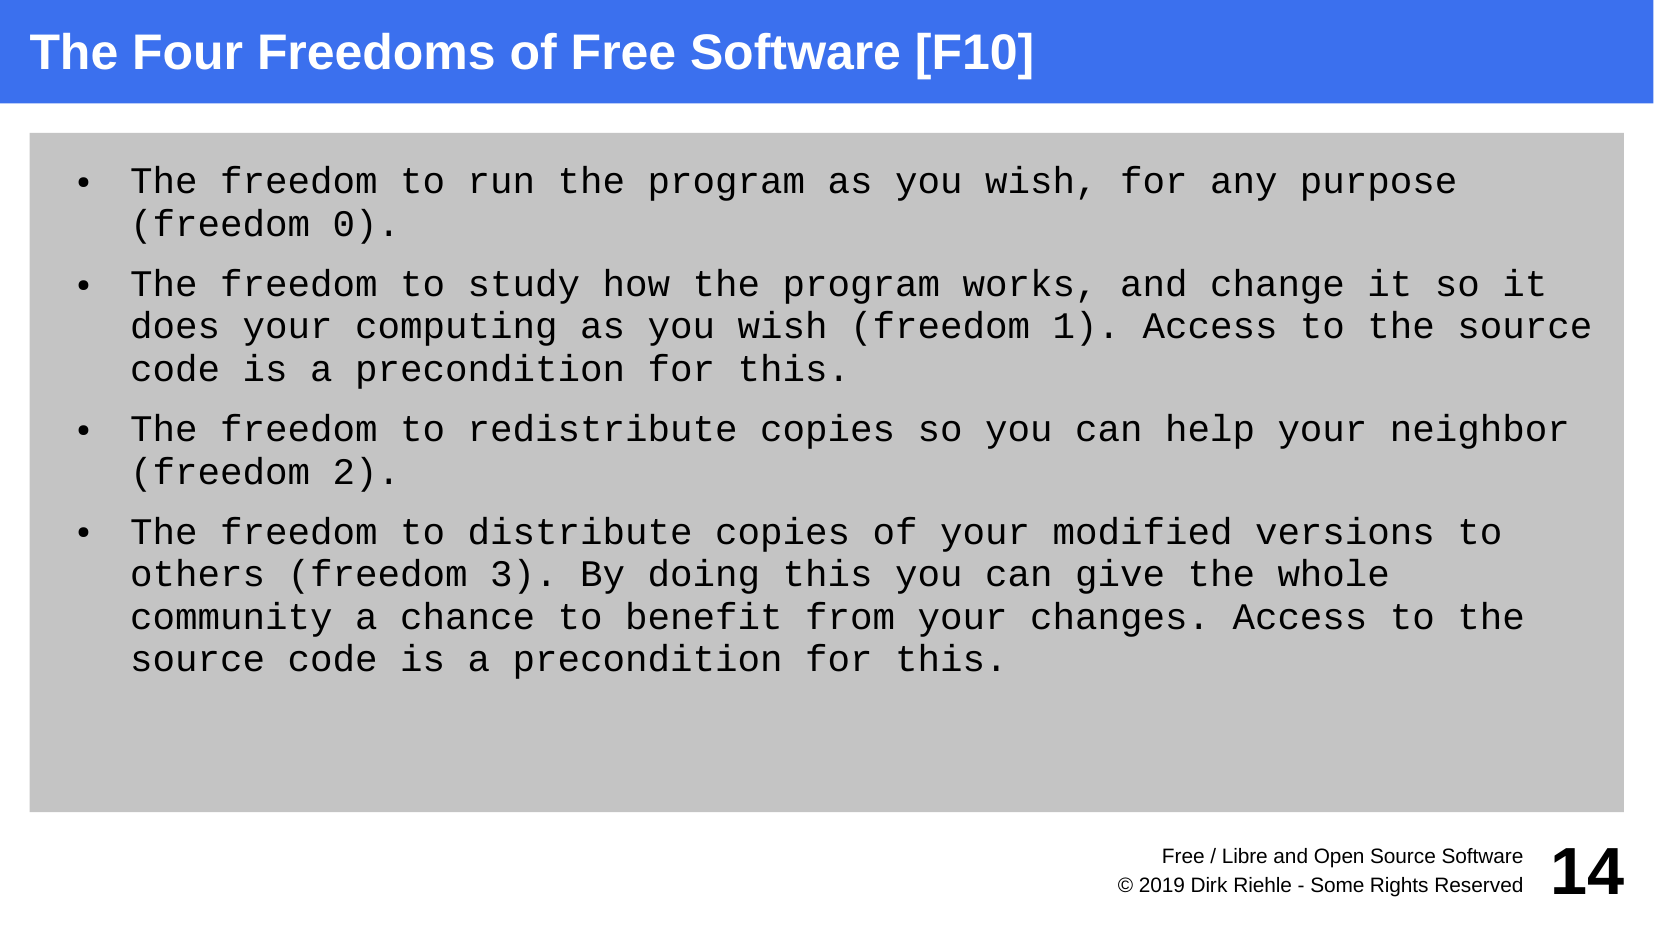 The Four Freedoms of Free Software [F10]
• The freedom to run the program as you wish, for any purpose
(freedom 0).
• The freedom to study how the program works, and change it so it
does your computing as you wish (freedom 1). Access to the source
code is a precondition for this.
• The freedom to redistribute copies so you can help your neighbor
(freedom 2).
• The freedom to distribute copies of your modified versions to
others (freedom 3). By doing this you can give the whole
community a chance to benefit from your changes. Access to the
source code is a precondition for this.
Free / Libre and Open Source Software
© 2019 Dirk Riehle - Some Rights Reserved
14